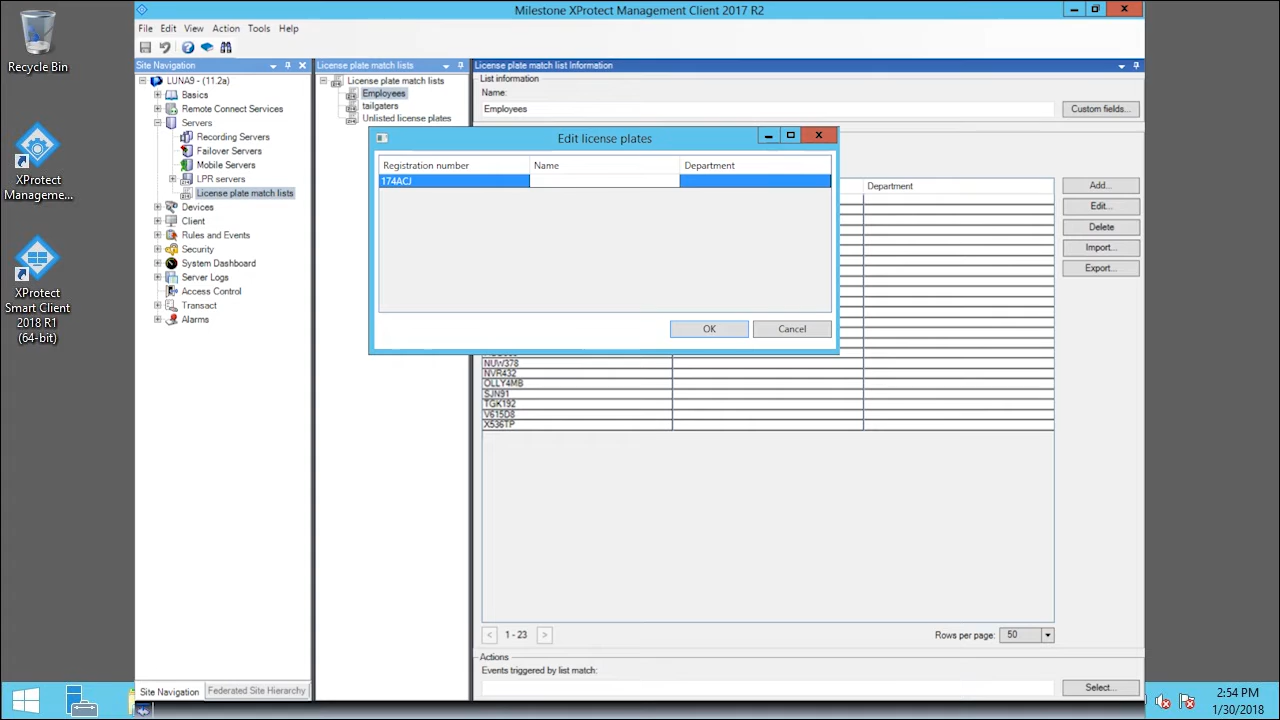 Milestone XProtect Management Client 2017 R2
File Edit View Action Tools Help
Recycle Bin
XProtect
Manageme...
XProtect
Smart Client
2018 R1
(64-bit)
Site Navigation
LUNA9 - (11.2a)
Basics
Remote Connect Services
Servers
Recording Servers
Failover Servers
Mobile Servers
LPR servers
License plate match lists
Devices
Client
Rules and Events
Security
System Dashboard
Server Logs
Access Control
Transact
Alarms
Site Navigation Federated Site Hierarchy
License plate match lists
License plate match lists
Employees
tailgaters
Unlisted license plates
License plate match list Information
List information
Name:
Employees
Custom fields...
Edit license plates
Registration number Name Department
174ACJ
OK Cancel
Department
Add...
Edit...
Delete
Import...
Export...
NUW378
NVR432
OLLY4MB
SJN91
TGK192
V615D8
X536TP
< 1 - 23 >
Rows per page: 50
Actions
Events triggered by list match:
Select...
2:54 PM
1/30/2018